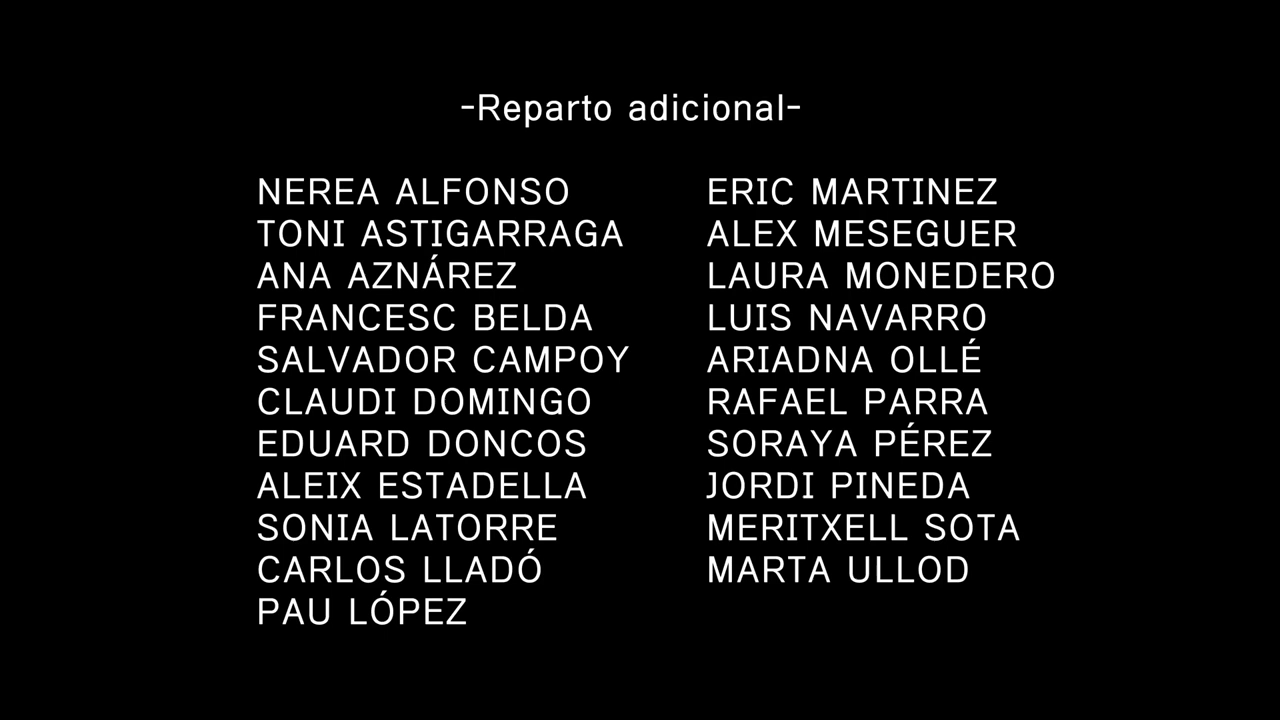 -Reparto adicional-
NEREA ALFONSO
TONI ASTIGARRAGA
ANA AZNÁREZ
FRANCESC BELDA
SALVADOR CAMPOY
CLAUDI DOMINGO
EDUARD DONCOS
ALEIX ESTADELLA
SONIA LATORRE
CARLOS LLADÓ
PAU LÓPEZ
ERIC MARTINEZ
ALEX MESEGUER
LAURA MONEDERO
LUIS NAVARRO
ARIADNA OLLÉ
RAFAEL PARRA
SORAYA PÉREZ
JORDI PINEDA
MERITXELL SOTA
MARTA ULLOD